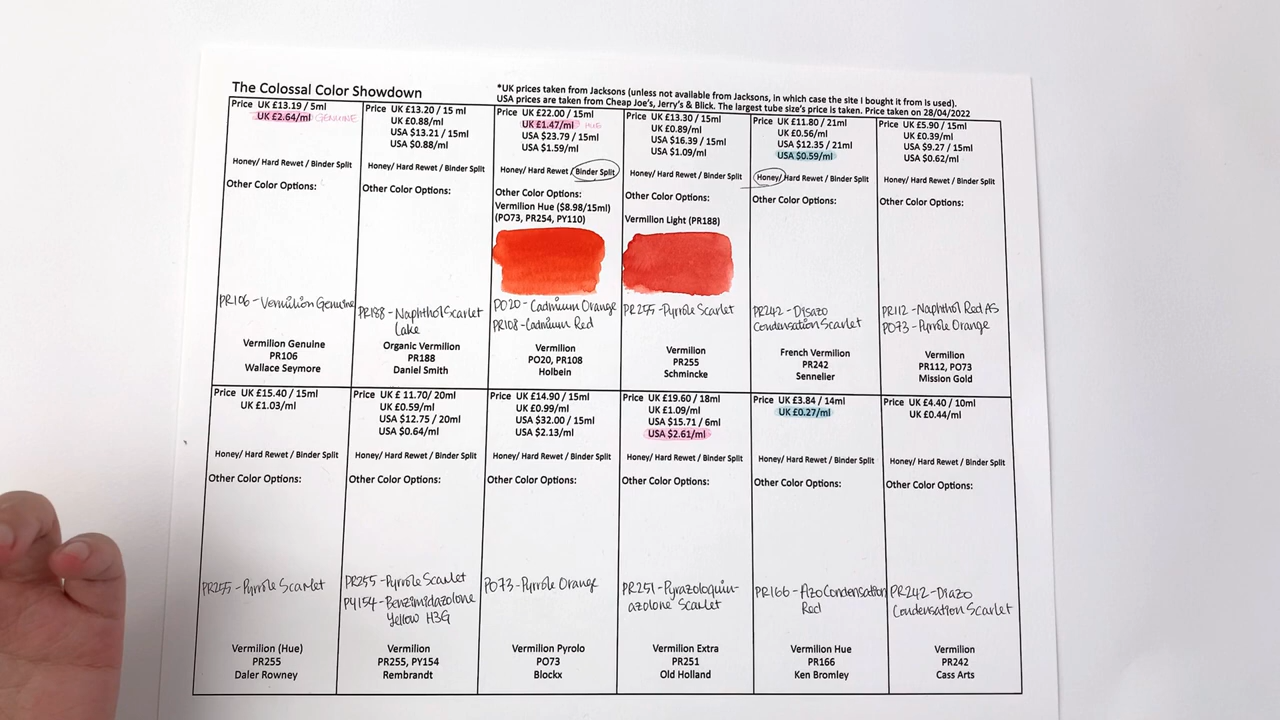 The Colossal Color Showdown
*UK prices taken from Jacksons (unless not available from Jacksons, in which case the site I bought it from is used).
USA prices are taken from Cheap Joe's, Jerry's & Blick. The largest tube size's price is taken. Price taken on 28/04/2022
Price UK £13.19 / 5ml
UK £2.64/ml GENUINE
Honey/ Hard Rewet / Binder Split
Other Color Options:
PR106 - Vermilion Genuine
Vermilion Genuine
PR106
Wallace Seymore
Price UK £13.20 / 15 ml
UK £0.88/ml
USA $13.21 / 15ml
USA $0.88/ml
Honey/ Hard Rewet / Binder Split
Other Color Options:
PR188 - Naphthol Scarlet
Lake
Organic Vermilion
PR188
Daniel Smith
Price UK £22.00 / 15ml
UK £1.47/ml HUE
USA $23.79 / 15ml
USA $1.59/ml
Honey/ Hard Rewet / Binder Split
Other Color Options:
Vermilion Hue ($8.98/15ml)
(PO73, PR254, PY110)
PO20 - Cadmium Orange
PR108 - Cadmium Red
Vermilion
PO20, PR108
Holbein
Price UK £13.30 / 15ml
UK £0.89/ml
USA $16.39 / 15ml
USA $1.09/ml
Honey/ Hard Rewet / Binder Split
Other Color Options:
Vermilion Light (PR188)
PR255 - Pyrrole Scarlet
Vermilion
PR255
Schmincke
Price UK £11.80 / 21ml
UK £0.56/ml
USA $12.35 / 21ml
USA $0.59/ml
Honey/ Hard Rewet / Binder Split
Other Color Options:
PR242 - Disazo
Condensation Scarlet
French Vermilion
PR242
Sennelier
Price UK £5.90 / 15ml
UK £0.39/ml
USA $9.27 / 15ml
USA $0.62/ml
Honey/ Hard Rewet / Binder Split
Other Color Options:
PR112 - Naphthol Red AS
PO73 - Pyrrole Orange
Vermilion
PR112, PO73
Mission Gold
Price UK £15.40 / 15ml
UK £1.03/ml
Honey/ Hard Rewet / Binder Split
Other Color Options:
PR255 - Pyrrole Scarlet
Vermilion (Hue)
PR255
Daler Rowney
Price UK £ 11.70/ 20ml
UK £0.59/ml
USA $12.75 / 20ml
USA $0.64/ml
Honey/ Hard Rewet / Binder Split
Other Color Options:
PR255 - Pyrrole Scarlet
PY154 - Benzimidazolone
Yellow H3G
Vermilion
PR255, PY154
Rembrandt
Price UK £14.90 / 15ml
UK £0.99/ml
USA $32.00 / 15ml
USA $2.13/ml
Honey/ Hard Rewet / Binder Split
Other Color Options:
PO73 - Pyrrole Orange
Vermilion Pyrolo
PO73
Blockx
Price UK £19.60 / 18ml
UK £1.09/ml
USA $15.71 / 6ml
USA $2.61/ml
Honey/ Hard Rewet / Binder Split
Other Color Options:
PR251 - Pyrazoloquin-
azolone Scarlet
Vermilion Extra
PR251
Old Holland
Price UK £3.84 / 14ml
UK £0.27/ml
Honey/ Hard Rewet / Binder Split
Other Color Options:
PR166 - Azo Condensation
Red
Vermilion Hue
PR166
Ken Bromley
Price UK £4.40 / 10ml
UK £0.44/ml
Honey/ Hard Rewet / Binder Split
Other Color Options:
PR242 - Diazo
Condensation Scarlet
Vermilion
PR242
Cass Arts